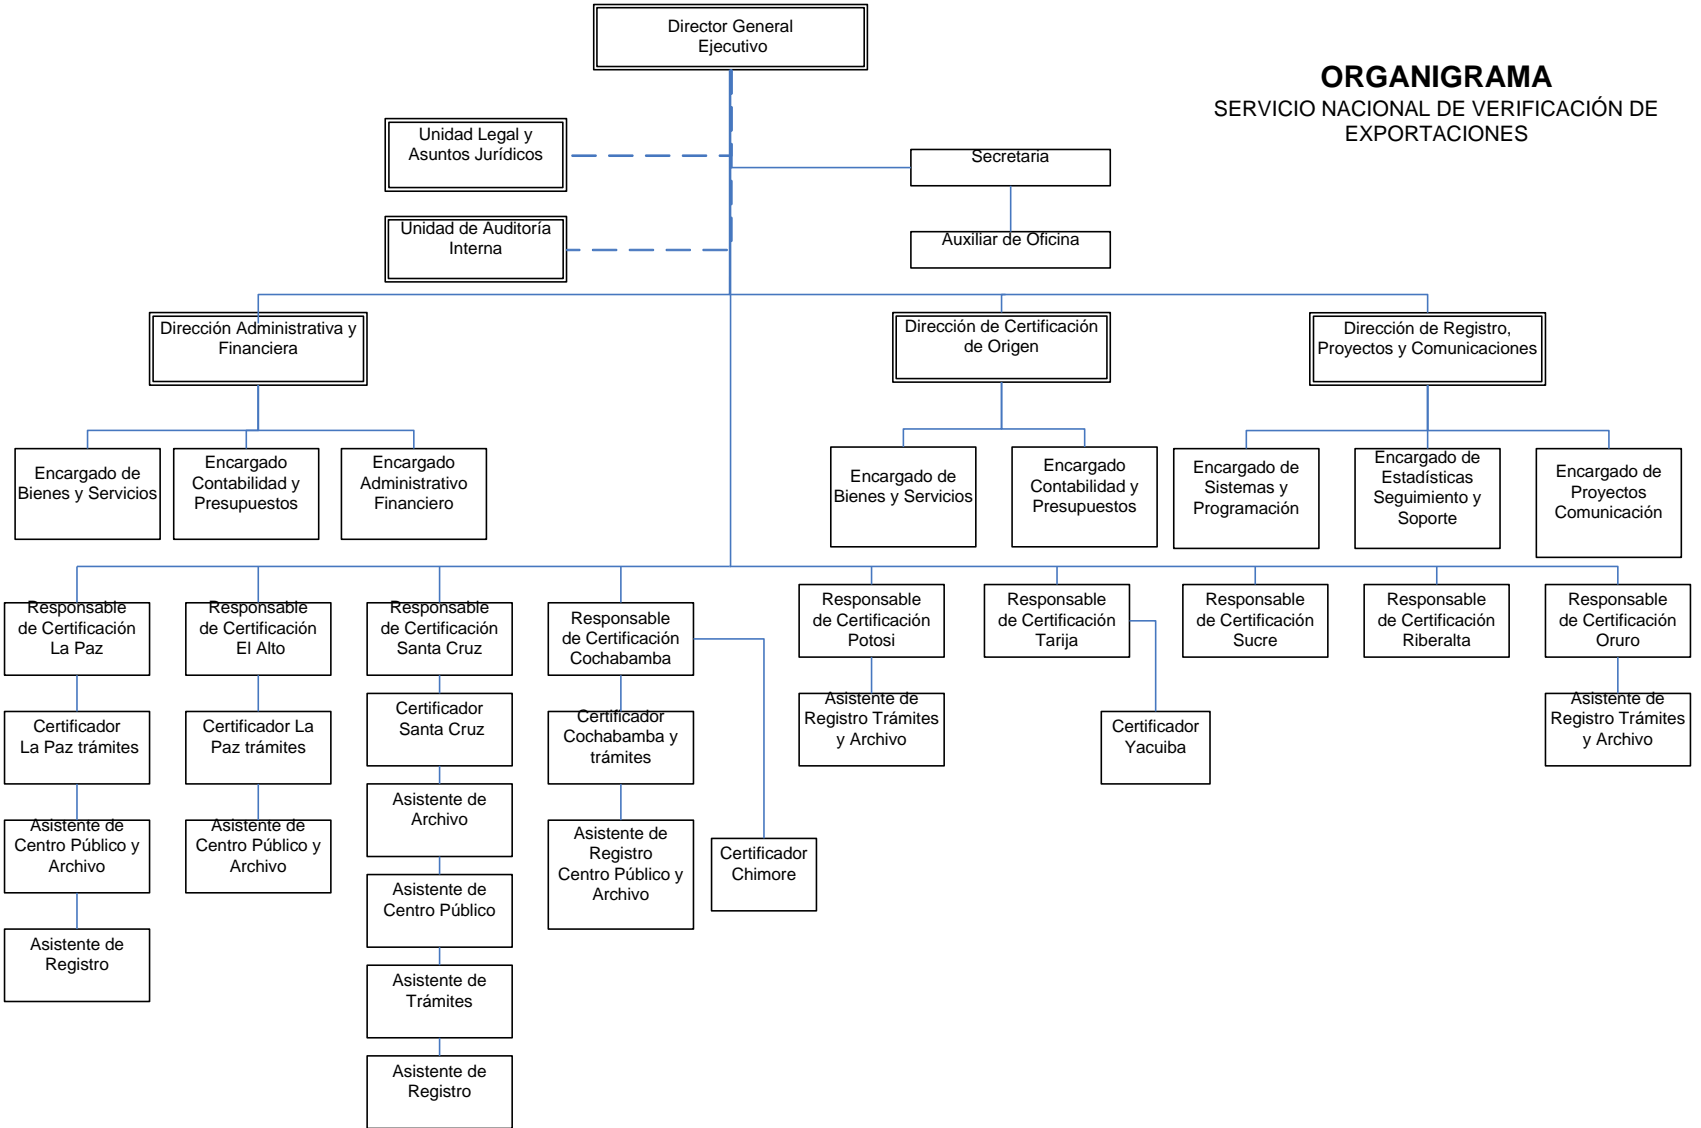 Director General
Ejecutivo
ORGANIGRAMA
SERVICIO NACIONAL DE VERIFICACIÓN DE
EXPORTACIONES
Unidad Legal y
Asuntos Jurídicos
Secretaria
Unidad de Auditoría
Interna
Auxiliar de Oficina
Dirección Administrativa y
Financiera
Dirección de Certificación
de Origen
Dirección de Registro,
Proyectos y Comunicaciones
Encargado de
Bienes y Servicios
Encargado
Contabilidad y
Presupuestos
Encargado
Administrativo
Financiero
Encargado de
Bienes y Servicios
Encargado
Contabilidad y
Presupuestos
Encargado de
Sistemas y
Programación
Encargado de
Estadísticas
Seguimiento y
Soporte
Encargado de
Proyectos
Comunicación
Responsable
de Certificación
La Paz
Responsable
de Certificación
El Alto
Responsable
de Certificación
Santa Cruz
Responsable
de Certificación
Cochabamba
Responsable
de Certificación
Potosi
Responsable
de Certificación
Tarija
Responsable
de Certificación
Sucre
Responsable
de Certificación
Riberalta
Responsable
de Certificación
Oruro
Certificador
La Paz trámites
Certificador La
Paz trámites
Certificador
Santa Cruz
Certificador
Cochabamba y
trámites
Asistente de
Registro Trámites
y Archivo
Certificador
Yacuiba
Asistente de
Registro Trámites
y Archivo
Asistente de
Centro Público y
Archivo
Asistente de
Centro Público y
Archivo
Asistente de
Archivo
Asistente de
Registro
Centro Público y
Archivo
Certificador
Chimore
Asistente de
Registro
Asistente de
Centro Público
Asistente de
Trámites
Asistente de
Registro